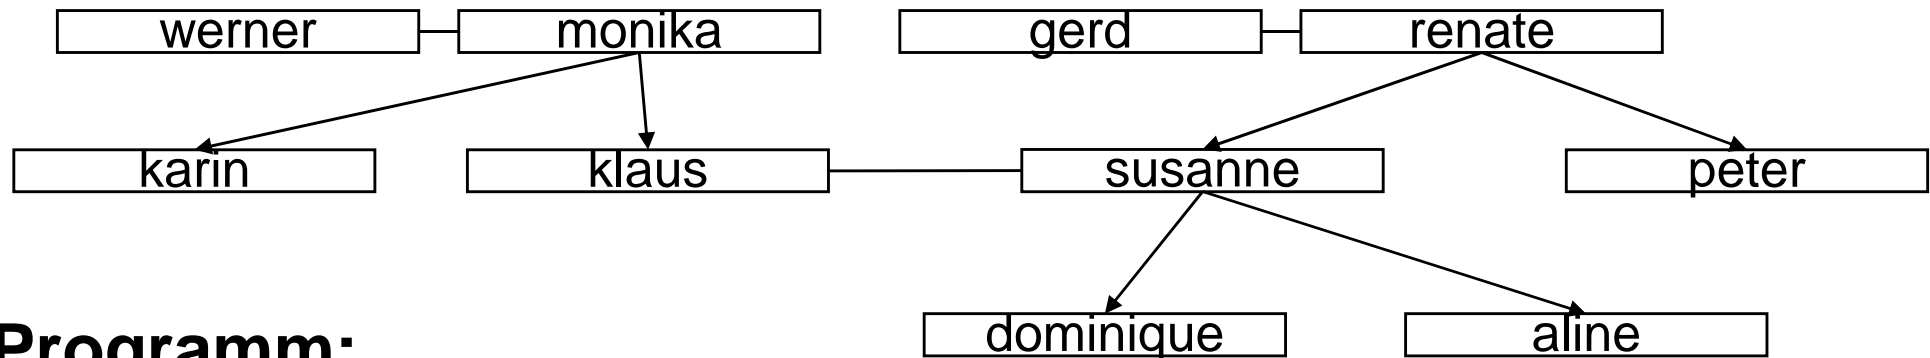 werner monika gerd renate
karin klaus susanne peter
dominique aline
Programm: